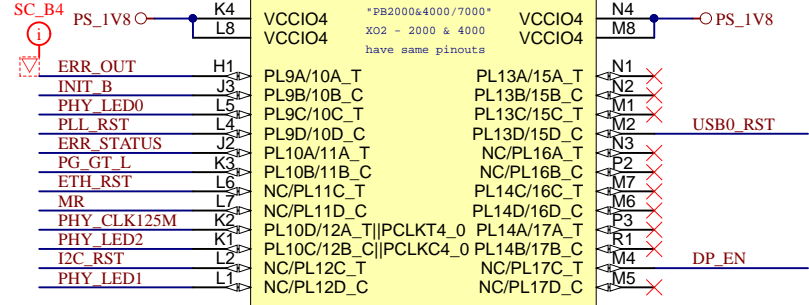 SC_B4
i
PS_1V8 K4 VCCIO4 "PB2000&4000/7000" VCCIO4 N4 PS_1V8
L8 VCCIO4 XO2 - 2000 & 4000 VCCIO4 M8
have same pinouts
ERR_OUT H1 PL9A/10A_T PL13A/15A_T N1
INIT_B J3 PL9B/10B_C PL13B/15B_C N2
PHY_LED0 L5 PL9C/10C_T PL13C/15C_T M1
PLL_RST L4 PL9D/10D_C PL13D/15D_C M2 USB0_RST
ERR_STATUS J2 PL10A/11A_T NC/PL16A_T N3
PG_GT_L K3 PL10B/11B_C NC/PL16B_C P2
ETH_RST L6 NC/PL11C_T PL14C/16C_T M7
MR L7 NC/PL11D_C PL14D/16D_C M6
PHY_CLK125M K2 PL10D/12A_T||PCLKT4_0 PL14A/17A_T P3
PHY_LED2 K1 PL10C/12B_C||PCLKC4_0 PL14B/17B_C R1
I2C_RST L2 NC/PL12C_T NC/PL17C_T M4 DP_EN
PHY_LED1 L1 NC/PL12D_C NC/PL17D_C M5